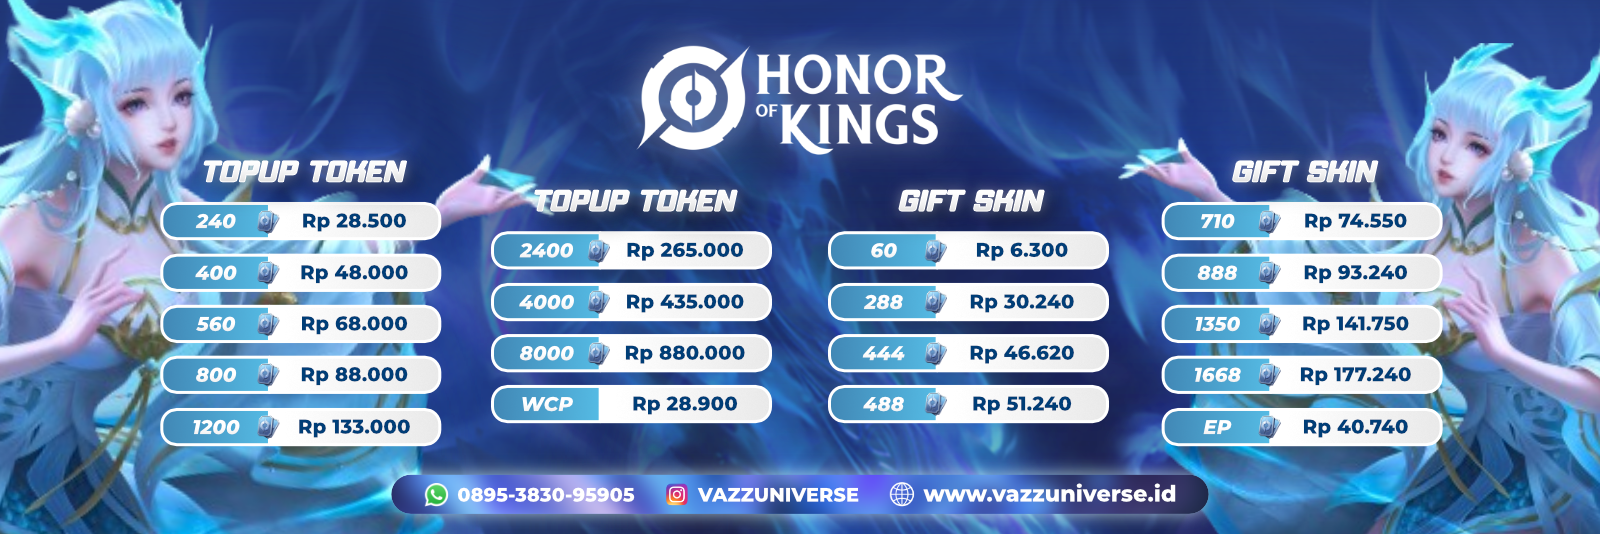 HONOR
OF KINGS
TOPUP TOKEN
240 Rp 28.500
400 Rp 48.000
560 Rp 68.000
800 Rp 88.000
1200 Rp 133.000
TOPUP TOKEN
2400 Rp 265.000
4000 Rp 435.000
8000 Rp 880.000
WCP Rp 28.900
GIFT SKIN
60 Rp 6.300
288 Rp 30.240
444 Rp 46.620
488 Rp 51.240
GIFT SKIN
710 Rp 74.550
888 Rp 93.240
1350 Rp 141.750
1668 Rp 177.240
EP Rp 40.740
0895-3830-95905 VAZZUNIVERSE www.vazzuniverse.id